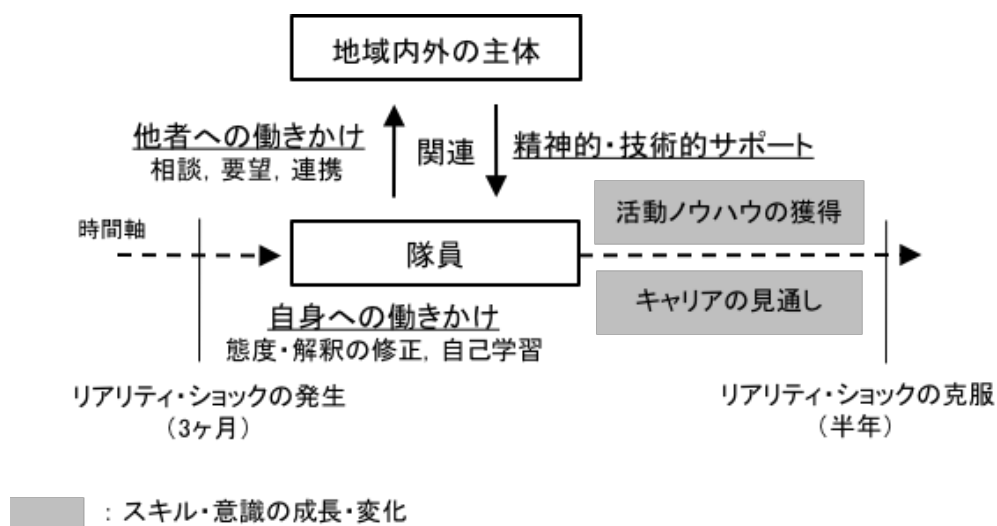 地域内外の主体
他者への働きかけ
相談, 要望, 連携
関連
精神的・技術的サポート
活動ノウハウの獲得
時間軸
隊員
キャリアの見通し
自身への働きかけ
態度・解釈の修正, 自己学習
リアリティ・ショックの発生
(3ヶ月)
リアリティ・ショックの克服
(半年)
：スキル・意識の成長・変化